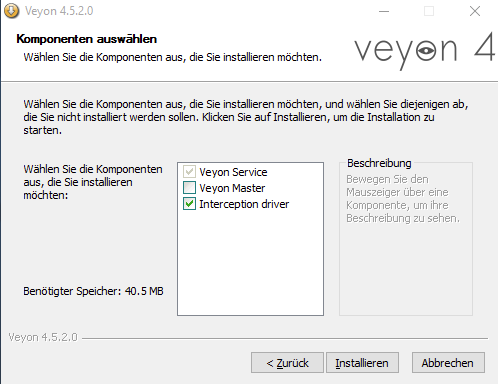 Veyon 4.5.2.0
Komponenten auswählen
Wählen Sie die Komponenten aus, die Sie installieren möchten.
veyon 4
Wählen Sie die Komponenten aus, die Sie installieren möchten, und wählen Sie diejenigen ab,
die Sie nicht installiert werden sollen. Klicken Sie auf Installieren, um die Installation zu
starten.
Wählen Sie die Komponenten
aus, die Sie installieren
möchten:
Veyon Service
Veyon Master
Interception driver
Beschreibung
Bewegen Sie den
Mauszeiger über eine
Komponente, um ihre
Beschreibung zu sehen.
Benötigter Speicher: 40.5 MB
Veyon 4.5.2.0
< Zurück
Installieren
Abbrechen